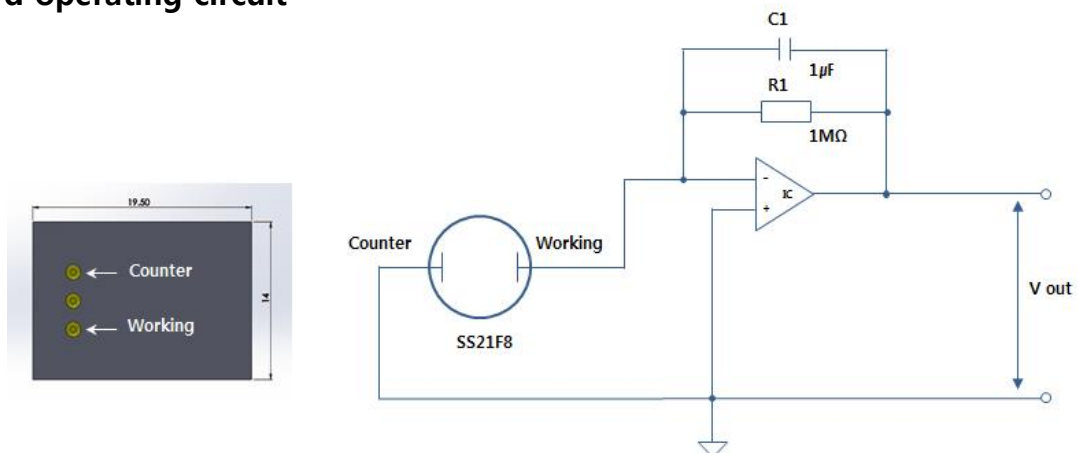 d operating circuit
C1
1㎌
R1
1MΩ
19.50
Counter
14
Working
Counter
Working
SS21F8
-
+
IC
V out